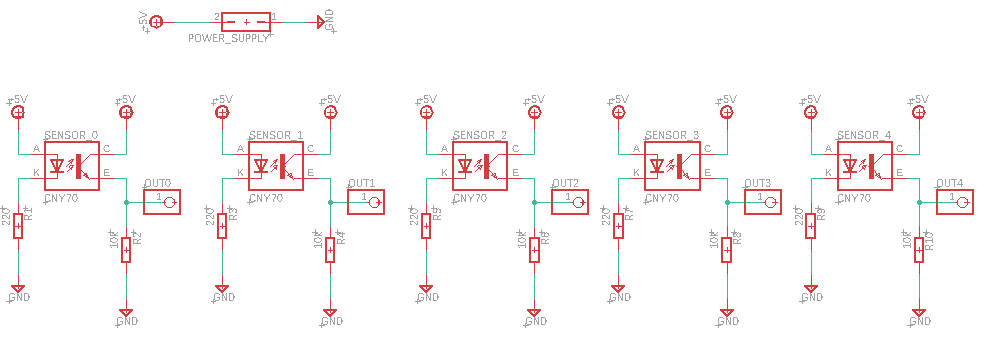 +5V
2
1
POWER_SUPPLY
GND
+5V
+5V
+5V
+5V
+5V
+5V
+5V
+5V
+5V
+5V
SENSOR_0
SENSOR_1
SENSOR_2
SENSOR_3
SENSOR_4
A C A C A C A C A C
K E K E K E K E K E
CNY70
CNY70
CNY70
CNY70
CNY70
OUT0
OUT1
OUT2
OUT3
OUT4
1
1
1
1
1
220
R1
220
R3
220
R5
220
R7
220
R9
10k
R2
10k
R4
10k
R6
10k
R8
10k
R10
GND
GND
GND
GND
GND
GND
GND
GND
GND
GND